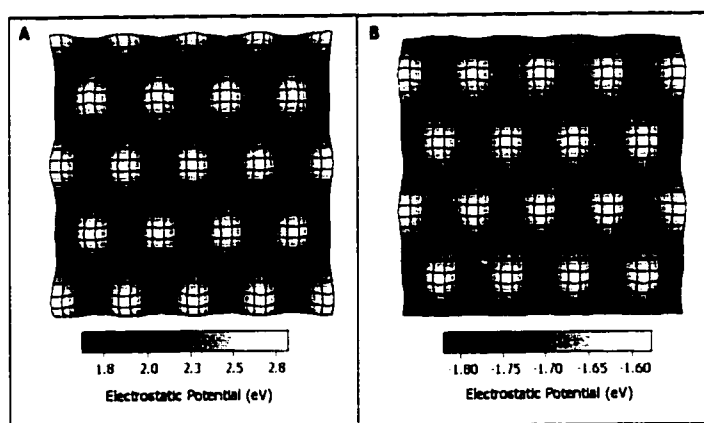 A
B
1.8 2.0 2.3 2.5 2.8
Electrostatic Potential (eV)
-1.80 -1.75 -1.70 -1.65 -1.60
Electrostatic Potential (eV)